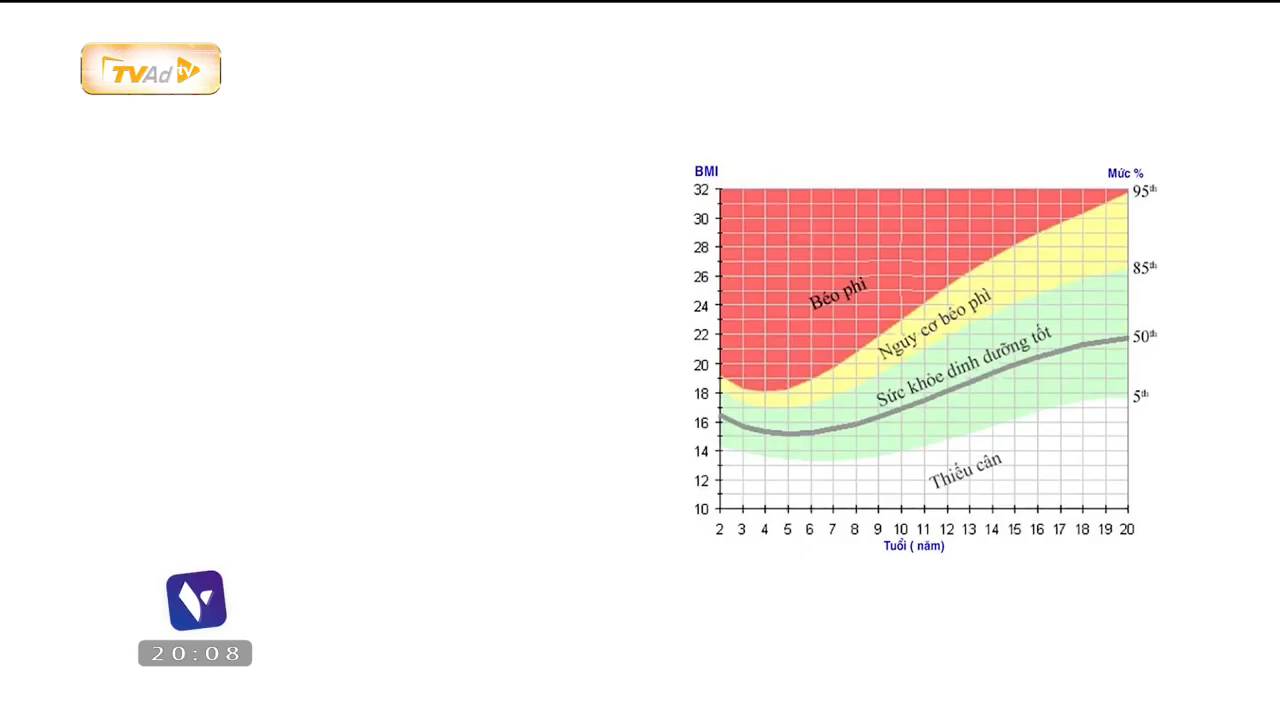 TVAd tv
BMI
Mức %
32
30
28
26
24
22
20
18
16
14
12
10
95th
85th
50th
5th
Béo phì
Nguy cơ béo phì
Sức khỏe dinh dưỡng tốt
Thiếu cân
2 3 4 5 6 7 8 9 10 11 12 13 14 15 16 17 18 19 20
Tuổi ( năm)
20:08